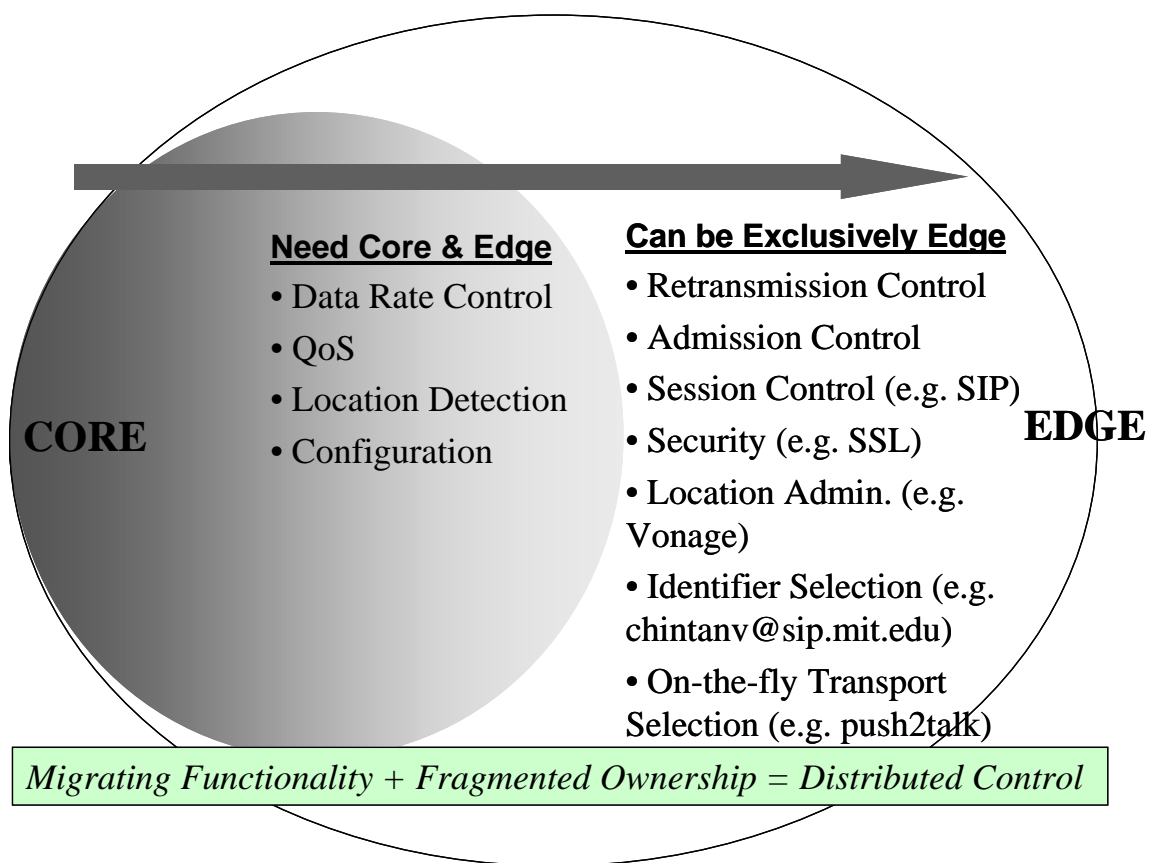 CORE
Need Core & Edge
• Data Rate Control
• QoS
• Location Detection
• Configuration
Can be Exclusively Edge
• Retransmission Control
• Admission Control
• Session Control (e.g. SIP)
• Security (e.g. SSL)
• Location Admin. (e.g.
Vonage)
• Identifier Selection (e.g.
chintanv@sip.mit.edu)
• On-the-fly Transport
Selection (e.g. push2talk)
EDGE
Migrating Functionality + Fragmented Ownership = Distributed Control